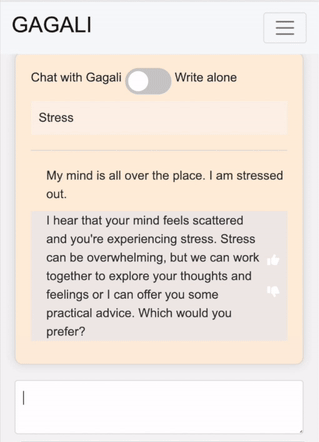 GAGALI
Chat with Gagali Write alone
Stress
My mind is all over the place. I am stressed
out.
I hear that your mind feels scattered
and you're experiencing stress. Stress
can be overwhelming, but we can work
together to explore your thoughts and
feelings or I can offer you some
practical advice. Which would you
prefer?